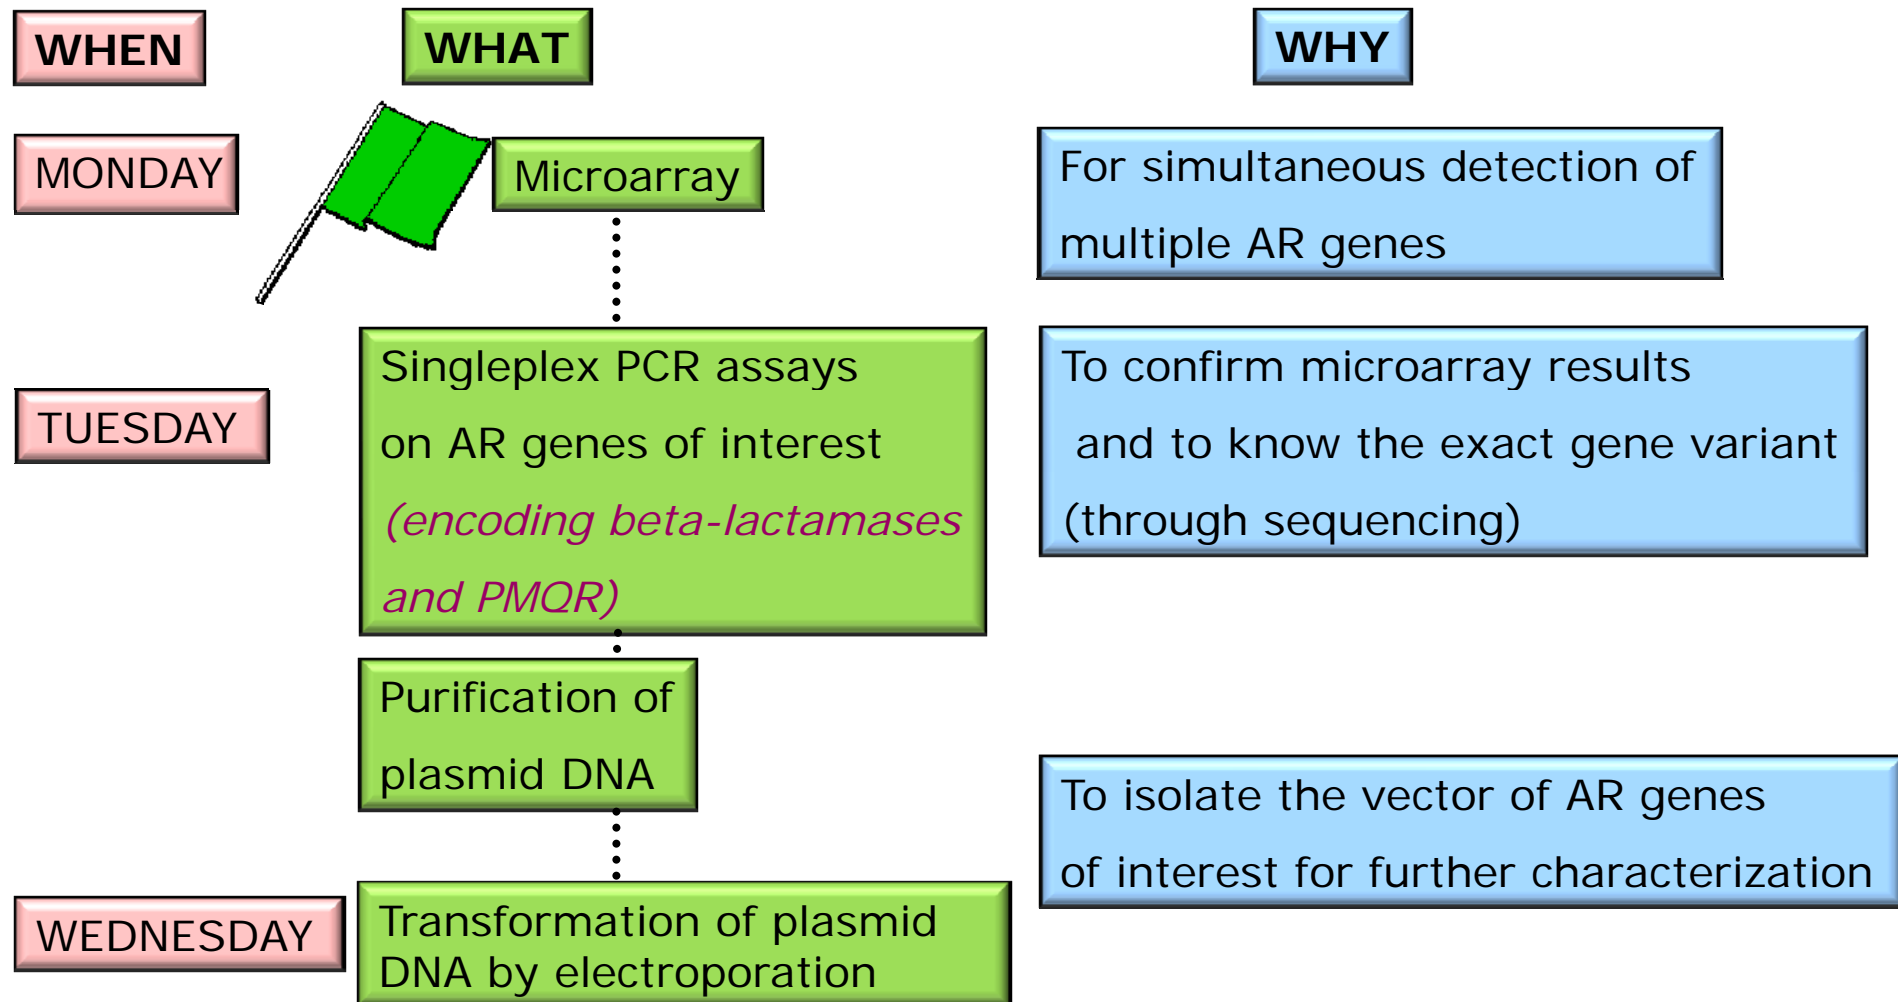 WHEN
WHAT
WHY
MONDAY
Microarray
For simultaneous detection of
multiple AR genes
TUESDAY
Singleplex PCR assays
on AR genes of interest
(encoding beta-lactamases
and PMQR)
To confirm microarray results
and to know the exact gene variant
(through sequencing)
Purification of
plasmid DNA
To isolate the vector of AR genes
of interest for further characterization
WEDNESDAY
Transformation of plasmid
DNA by electroporation